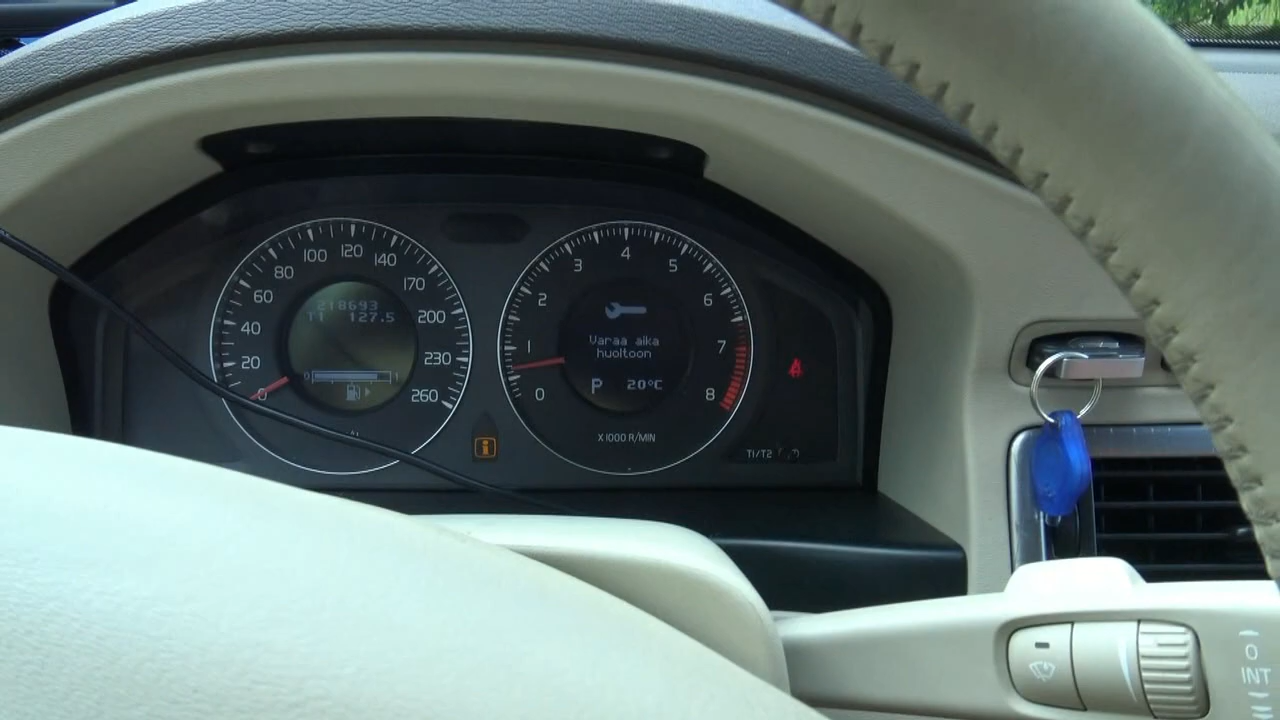 20
40
60
80
100
120
140
170
200
230
260
0
218693
T1 127.5
0 1
0
1
2
3
4
5
6
7
8
Varaa aika
huoltoon
P 20°C
X1000 R/MIN
T1/T2
O
INT